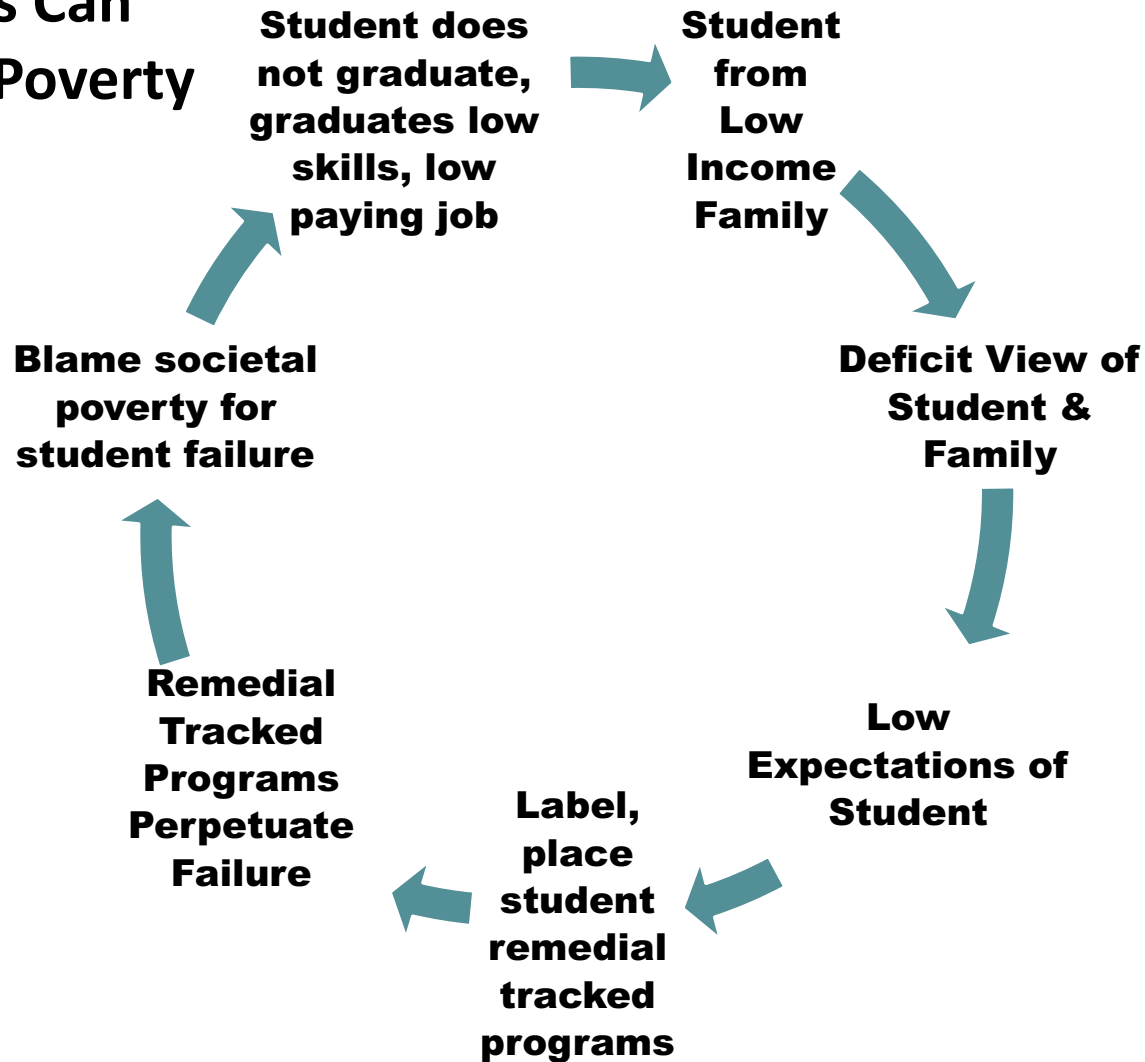 s Can
Poverty
Student does
not graduate,
graduates low
skills, low
paying job
Student
from
Low
Income
Family
Deficit View of
Student &
Family
Low
Expectations of
Student
Label,
place
student
remedial
tracked
programs
Remedial
Tracked
Programs
Perpetuate
Failure
Blame societal
poverty for
student failure